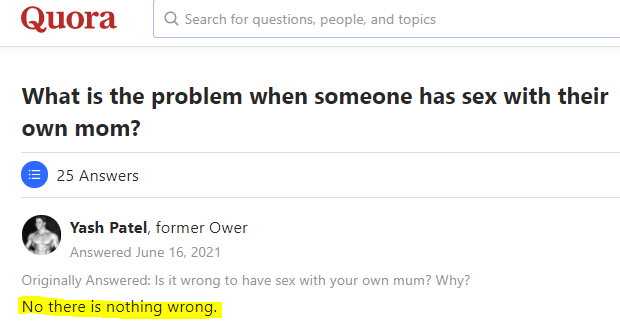 Quora
Search for questions, people, and topics
What is the problem when someone has sex with their
own mom?
25 Answers
Yash Patel, former Ower
Answered June 16, 2021
Originally Answered: Is it wrong to have sex with your own mum? Why?
No there is nothing wrong.